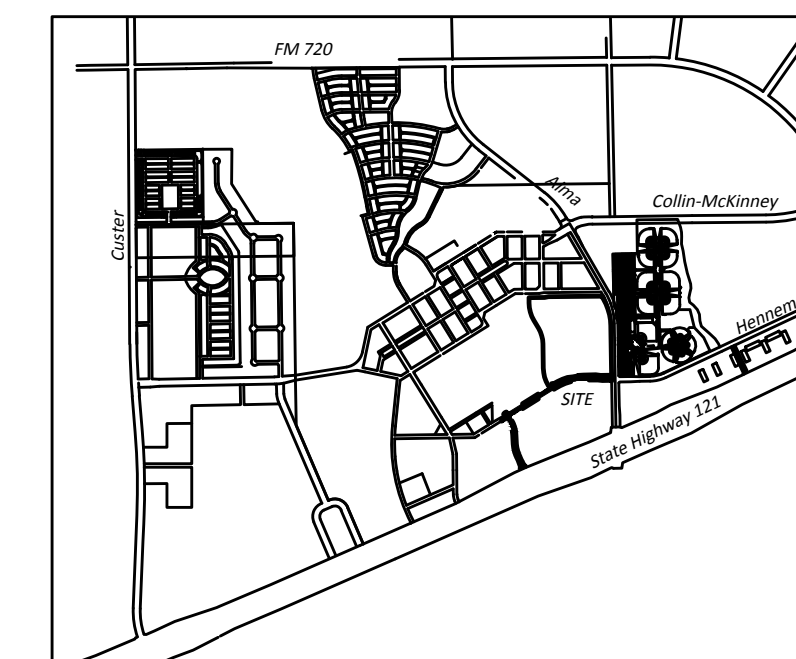 FM 720
Alma
Collin-McKinney
Custer
Hennem
SITE
State Highway 121